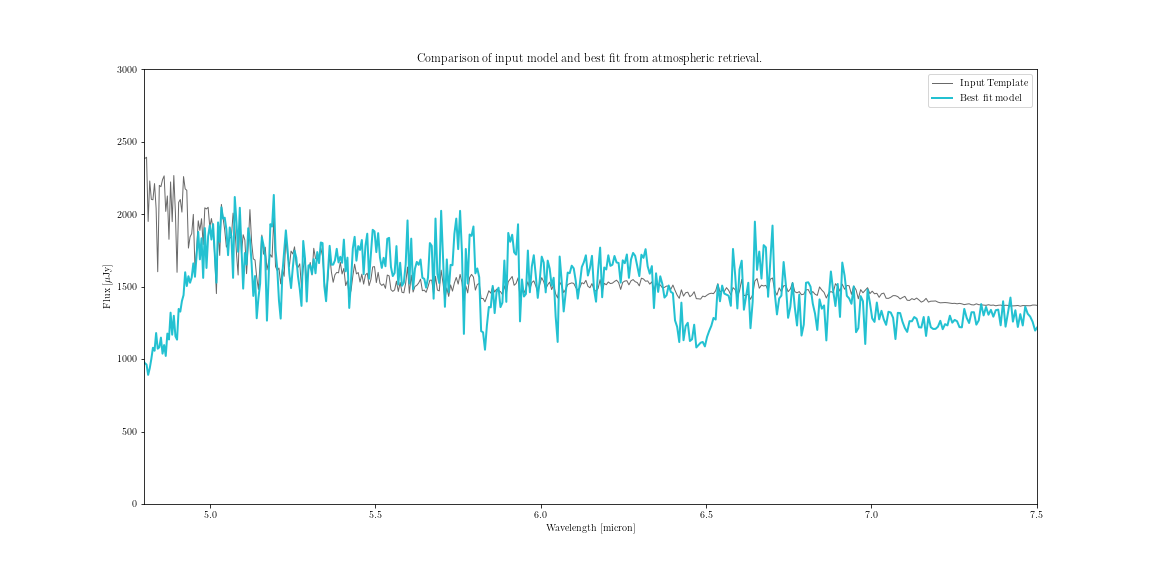 Comparison of input model and best fit from atmospheric retrieval.
3000
2500
2000
1500
1000
500
0
Flux [μJy]
Input Template
Best fit model
5.0 5.5 6.0 6.5 7.0 7.5
Wavelength [micron]